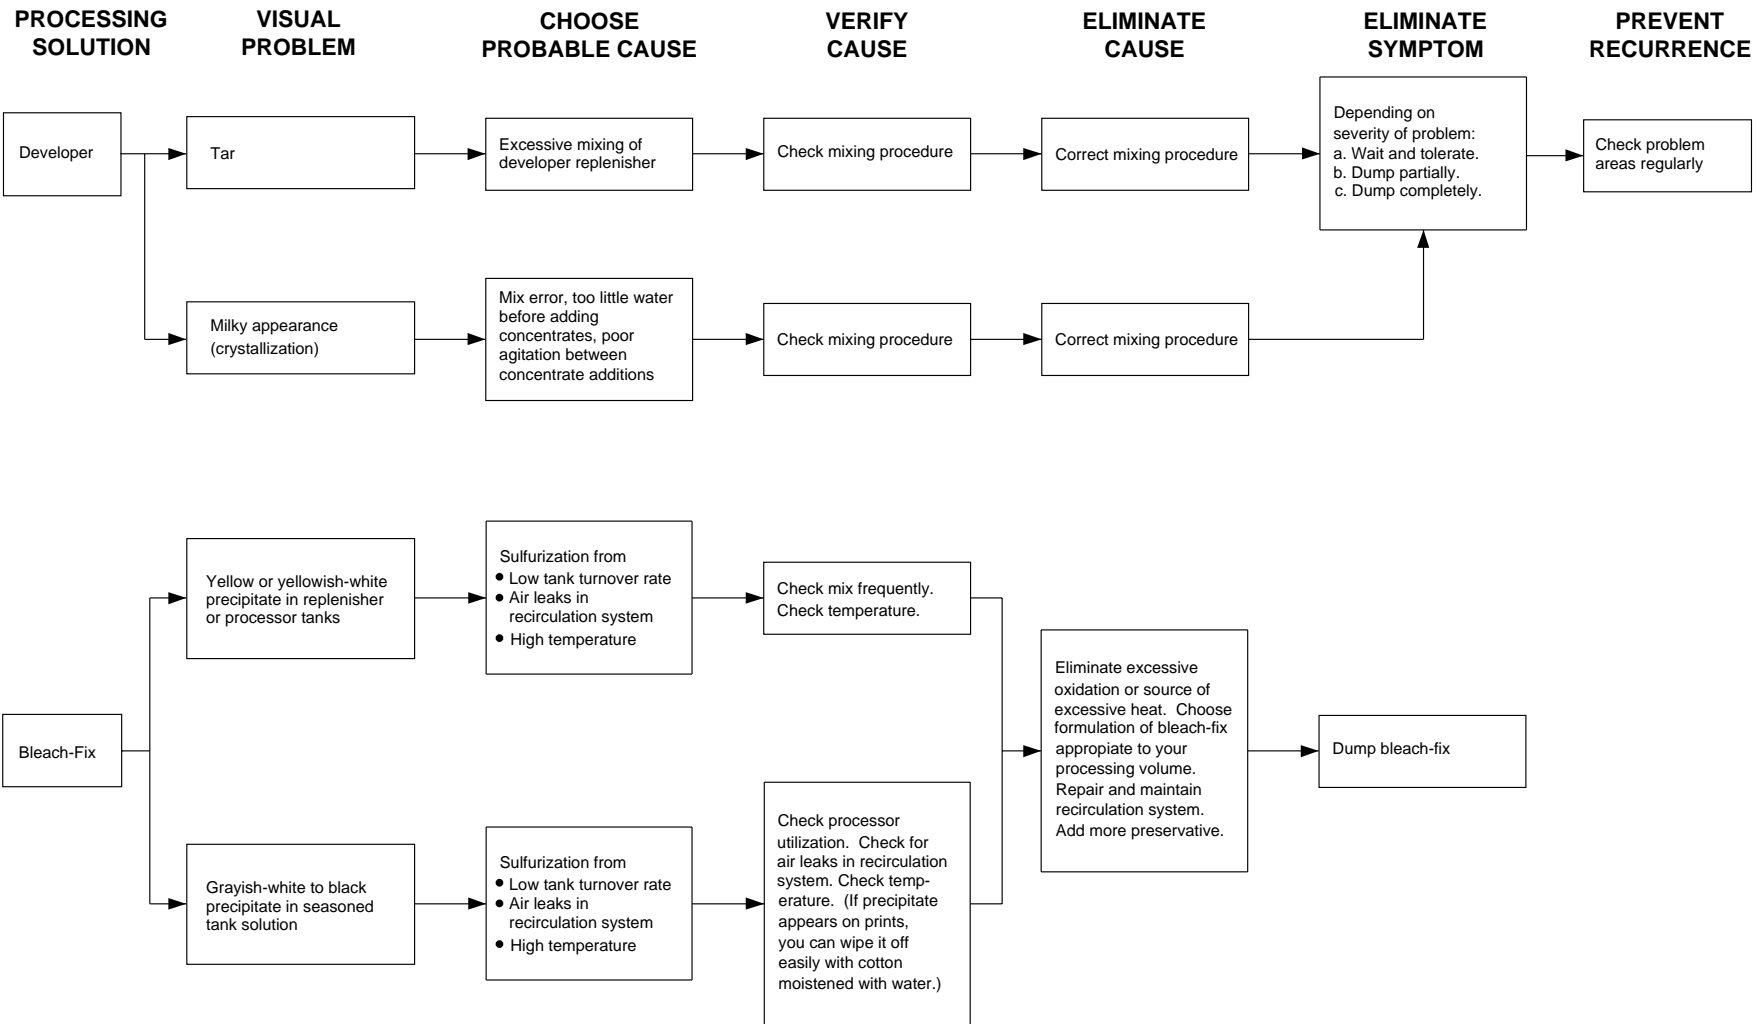 PROCESSING
SOLUTION
VISUAL
PROBLEM
CHOOSE
PROBABLE CAUSE
VERIFY
CAUSE
ELIMINATE
CAUSE
ELIMINATE
SYMPTOM
PREVENT
RECURRENCE
Developer
Tar
Excessive mixing of
developer replenisher
Check mixing procedure
Correct mixing procedure
Depending on
severity of problem:
a. Wait and tolerate.
b. Dump partially.
c. Dump completely.
Check problem
areas regularly
Milky appearance
(crystallization)
Mix error, too little water
before adding
concentrates, poor
agitation between
concentrate additions
Check mixing procedure
Correct mixing procedure
Bleach-Fix
Yellow or yellowish-white
precipitate in replenisher
or processor tanks
Sulfurization from
• Low tank turnover rate
• Air leaks in
recirculation system
• High temperature
Check mix frequently.
Check temperature.
Grayish-white to black
precipitate in seasoned
tank solution
Sulfurization from
• Low tank turnover rate
• Air leaks in
recirculation system
• High temperature
Check processor
utilization. Check for
air leaks in recirculation
system. Check temp-
erature. (If precipitate
appears on prints,
you can wipe it off
easily with cotton
moistened with water.)
Eliminate excessive
oxidation or source of
excessive heat. Choose
formulation of bleach-fix
appropiate to your
processing volume.
Repair and maintain
recirculation system.
Add more preservative.
Dump bleach-fix